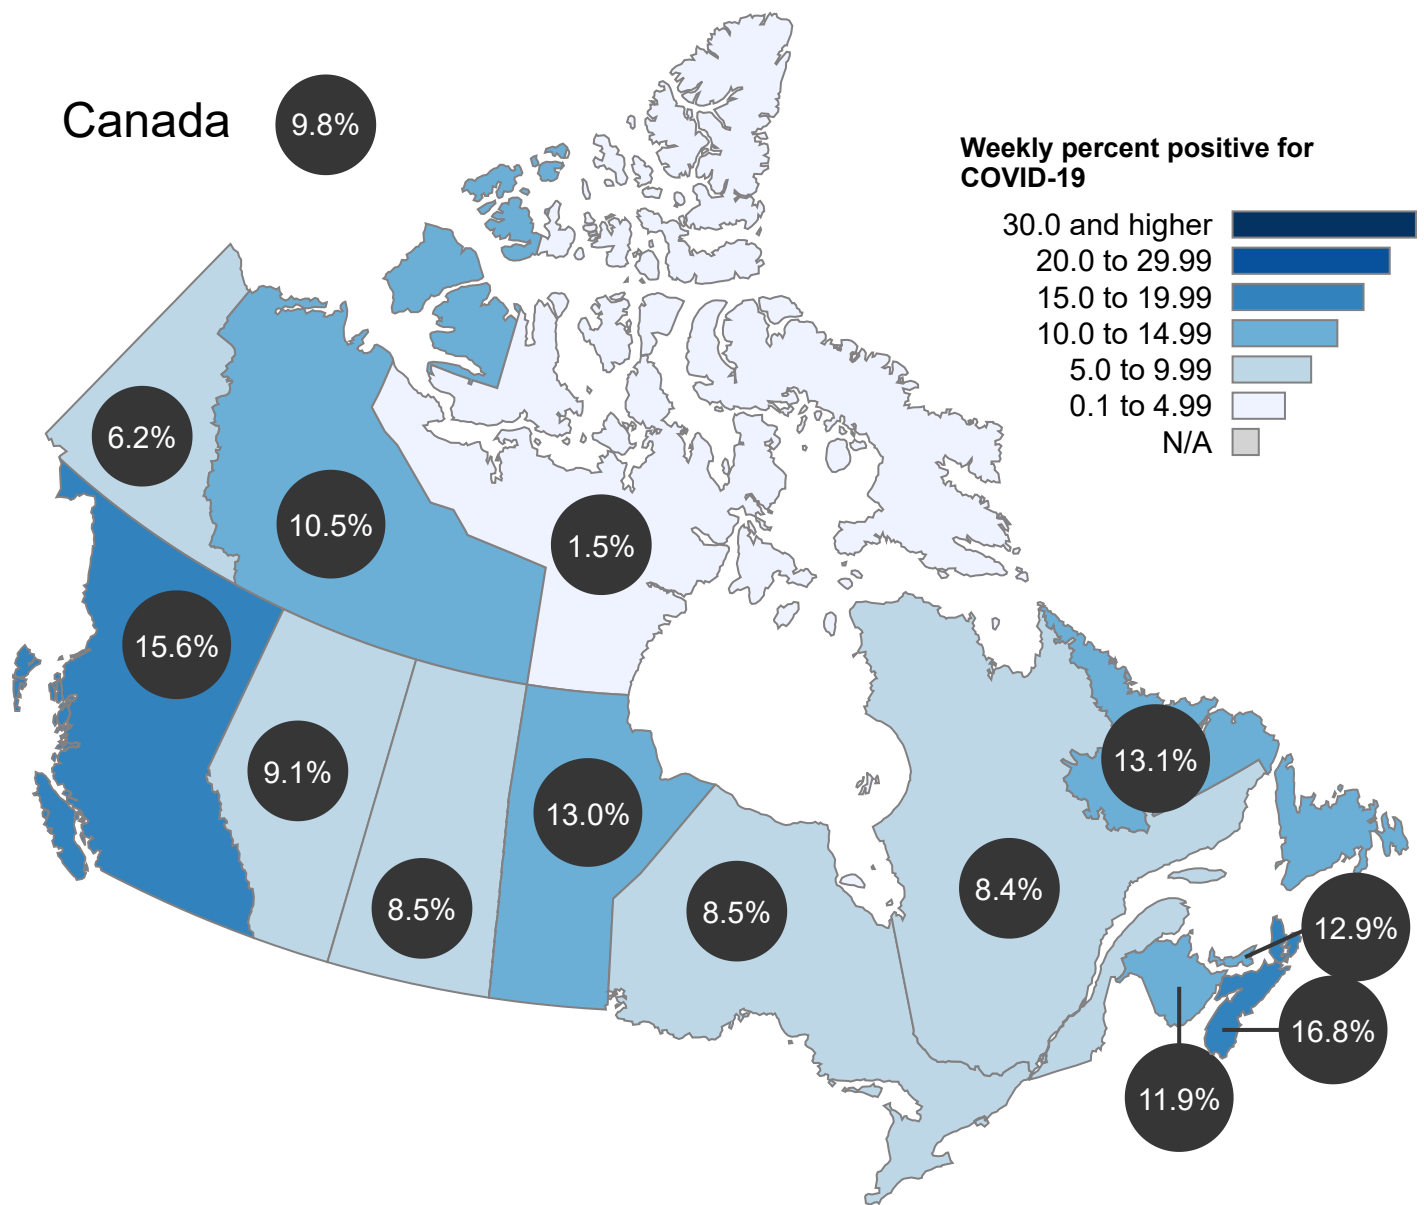 Canada
9.8%
Weekly percent positive for
COVID-19
30.0 and higher
20.0 to 29.99
15.0 to 19.99
10.0 to 14.99
5.0 to 9.99
0.1 to 4.99
N/A
6.2%
10.5%
1.5%
15.6%
9.1%
13.0%
13.1%
8.5%
8.5%
8.4%
12.9%
16.8%
11.9%